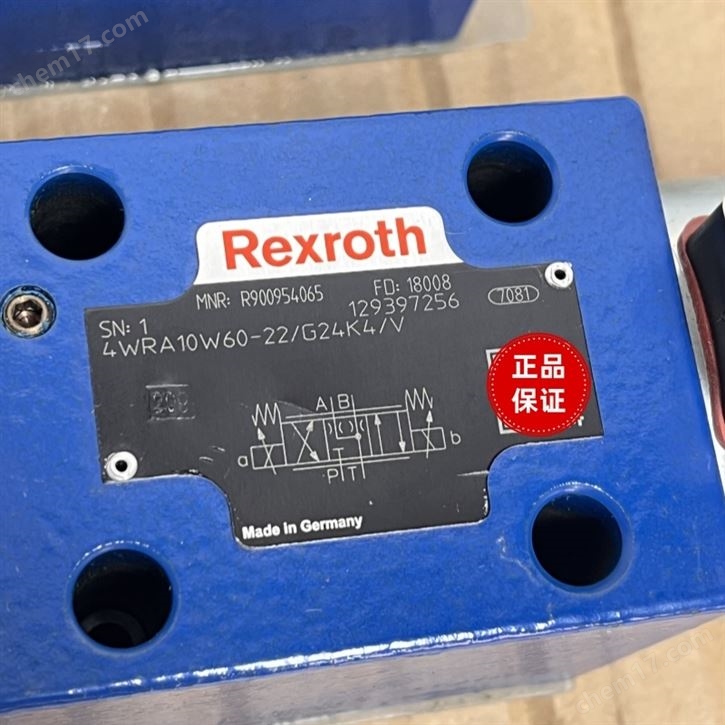 Rexroth
MNR: R900954065 FD: 18008
SN: 1 129397256 7081
4WRA10W60-22/G24K4/V
A B
a b
T
P T
Made in Germany
正品
保证